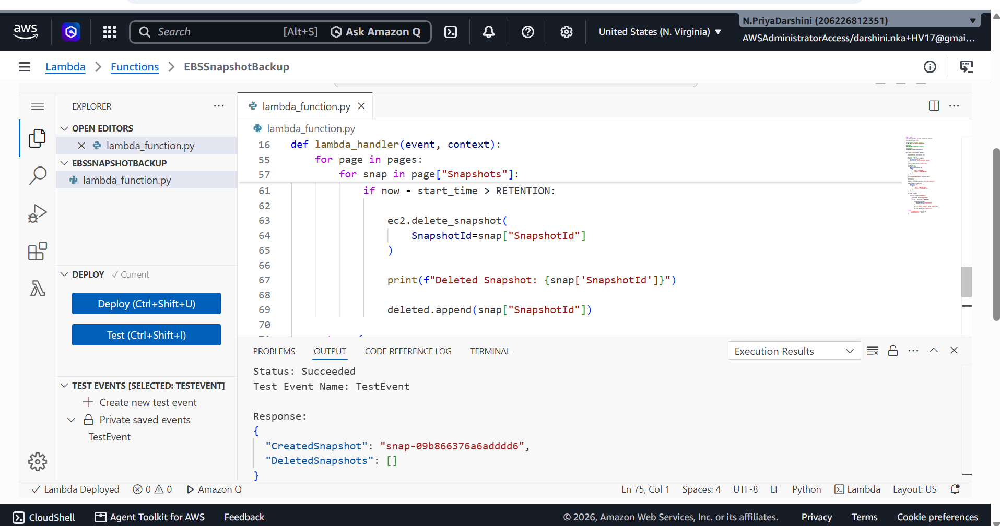 aws
Search [Alt+S] Ask Amazon Q
United States (N. Virginia) ▼
N.PriyaDarshini (206226812351) ▼
AWSAdministratorAccess/darshini.nka+HV17@gmai...
Lambda > Functions > EBSSnapshotBackup
EXPLORER
OPEN EDITORS
lambda_function.py
EBSSNAPSHOTBACKUP
lambda_function.py
DEPLOY ✓ Current
Deploy (Ctrl+Shift+U)
Test (Ctrl+Shift+I)
TEST EVENTS [SELECTED: TESTEVENT]
Create new test event
Private saved events
TestEvent
lambda_function.py
lambda_function.py
16 def lambda_handler(event, context):
55 for page in pages:
57 for snap in page["Snapshots"]:
61 if now - start_time > RETENTION:
62
63 ec2.delete_snapshot(
64 SnapshotId=snap["SnapshotId"]
65 )
66
67 print(f"Deleted Snapshot: {snap['SnapshotId']}")
68
69 deleted.append(snap["SnapshotId"])
70
PROBLEMS OUTPUT CODE REFERENCE LOG TERMINAL
Execution Results
Status: Succeeded
Test Event Name: TestEvent
Response:
{
"CreatedSnapshot": "snap-09b866376a6adddd6",
"DeletedSnapshots": []
}
Lambda Deployed 0 0 Amazon Q
Ln 75, Col 1 Spaces: 4 UTF-8 LF Python Lambda Layout: US
CloudShell Agent Toolkit for AWS Feedback
© 2026, Amazon Web Services, Inc. or its affiliates. Privacy Terms Cookie preferences